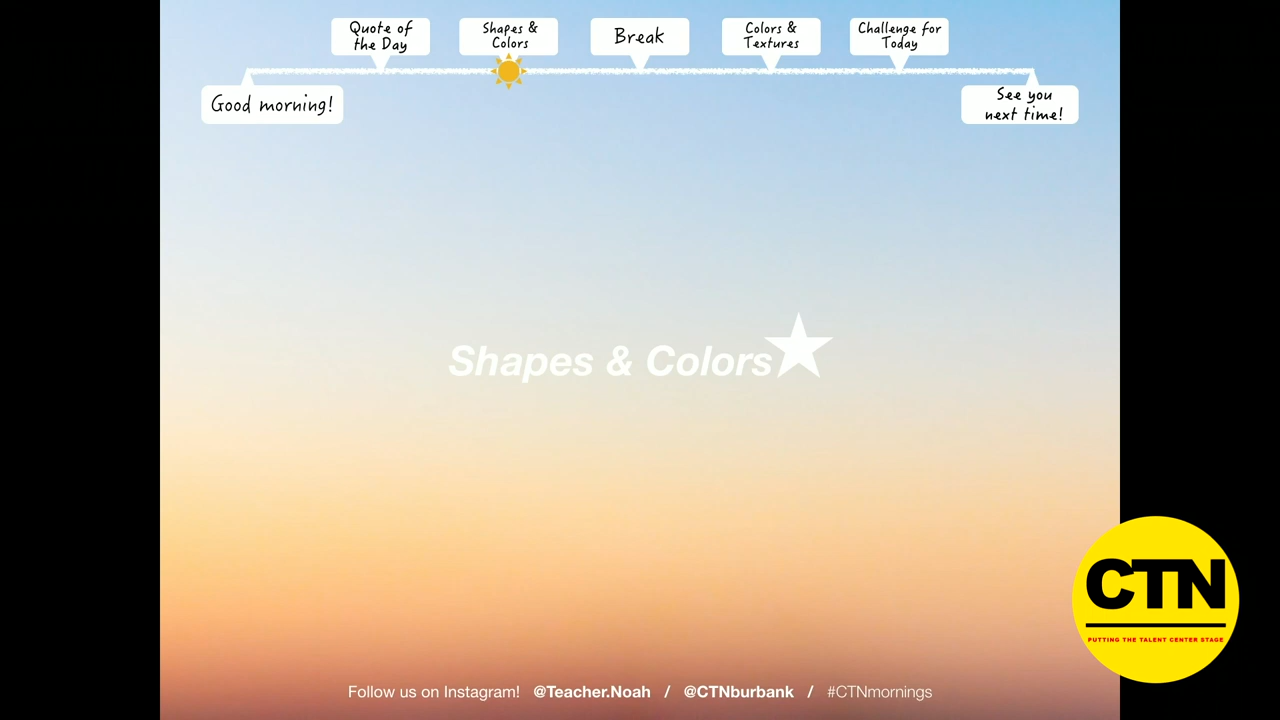 Quote of
the Day
Shapes &
Colors
Break
Colors &
Textures
Challenge for
Today
Good morning!
See you
next time!
Shapes & Colors
CTN
PUTTING THE TALENT CENTER STAGE
Follow us on Instagram! @Teacher.Noah / @CTNburbank / #CTNmornings